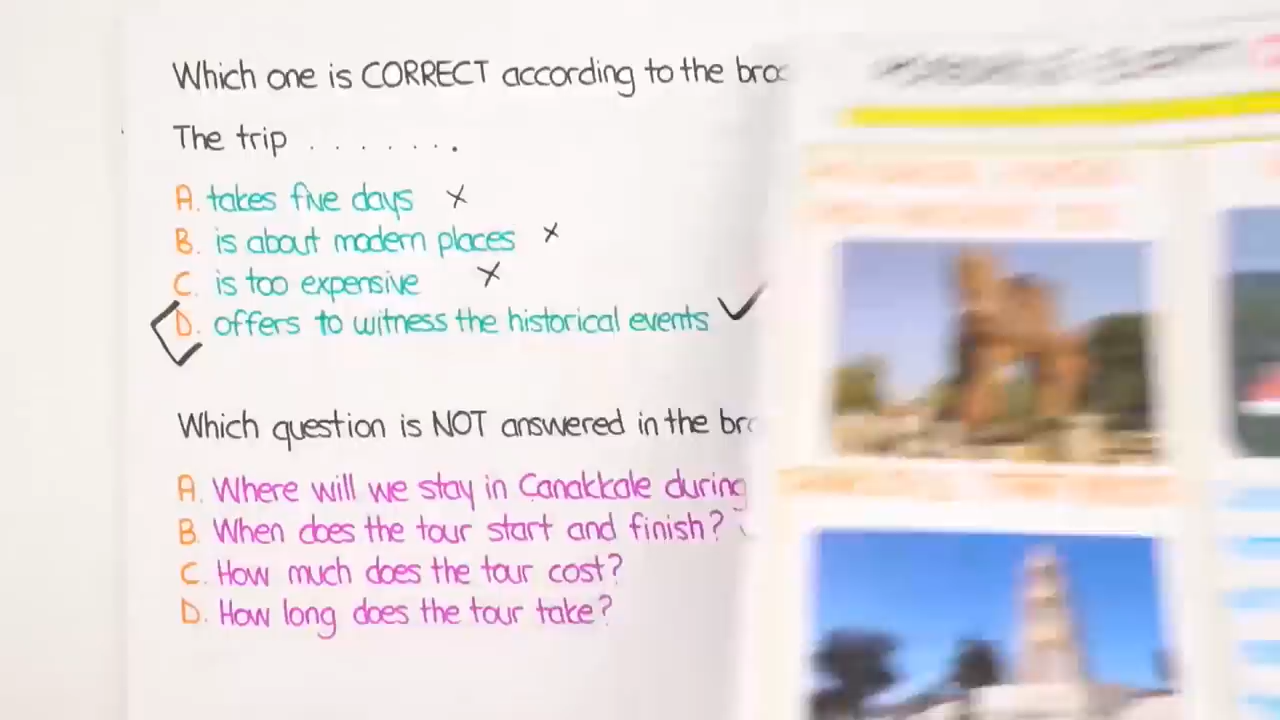 Which one is CORRECT according to the broc
The trip . . . . . . . .
A. takes five days
B. is about modern places
C. is too expensive
D. offers to witness the historical events
Which question is NOT answered in the bro
A. Where will we stay in Canakkale during
B. When does the tour start and finish?
C. How much does the tour cost?
D. How long does the tour take?